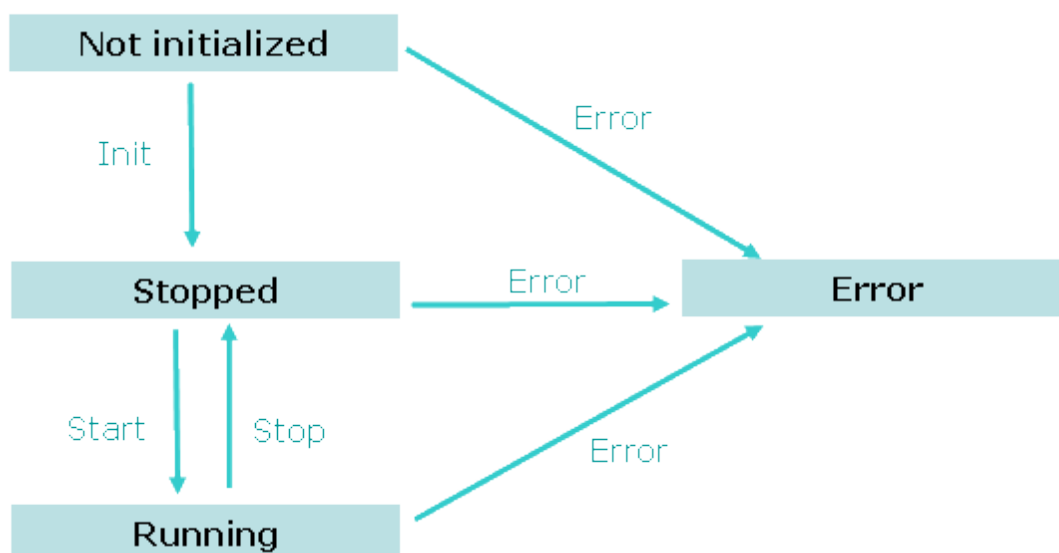 Not initialized
Error
Init
Stopped
Error
Error
Start
Stop
Error
Running